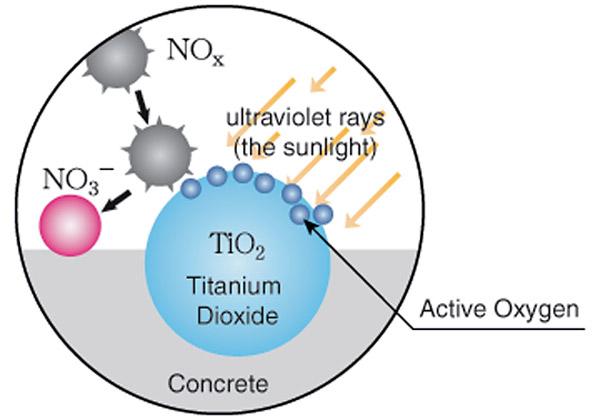 NOₓ
ultraviolet rays
(the sunlight)
NO₃⁻
TiO₂
Titanium
Dioxide
Active Oxygen
Concrete